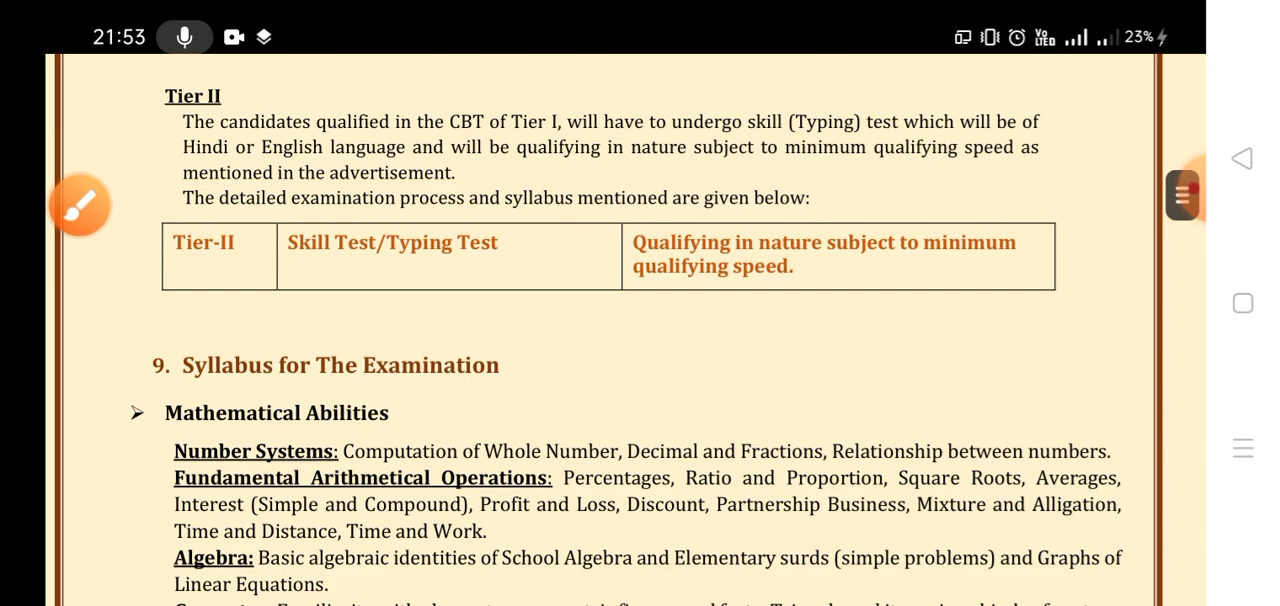 21:53
VO
LTED
23%
Tier II
The candidates qualified in the CBT of Tier I, will have to undergo skill (Typing) test which will be of
Hindi or English language and will be qualifying in nature subject to minimum qualifying speed as
mentioned in the advertisement.
The detailed examination process and syllabus mentioned are given below:
Tier-II
Skill Test/Typing Test
Qualifying in nature subject to minimum
qualifying speed.
9. Syllabus for The Examination
➢ Mathematical Abilities
Number Systems: Computation of Whole Number, Decimal and Fractions, Relationship between numbers.
Fundamental Arithmetical Operations: Percentages, Ratio and Proportion, Square Roots, Averages,
Interest (Simple and Compound), Profit and Loss, Discount, Partnership Business, Mixture and Alligation,
Time and Distance, Time and Work.
Algebra: Basic algebraic identities of School Algebra and Elementary surds (simple problems) and Graphs of
Linear Equations.